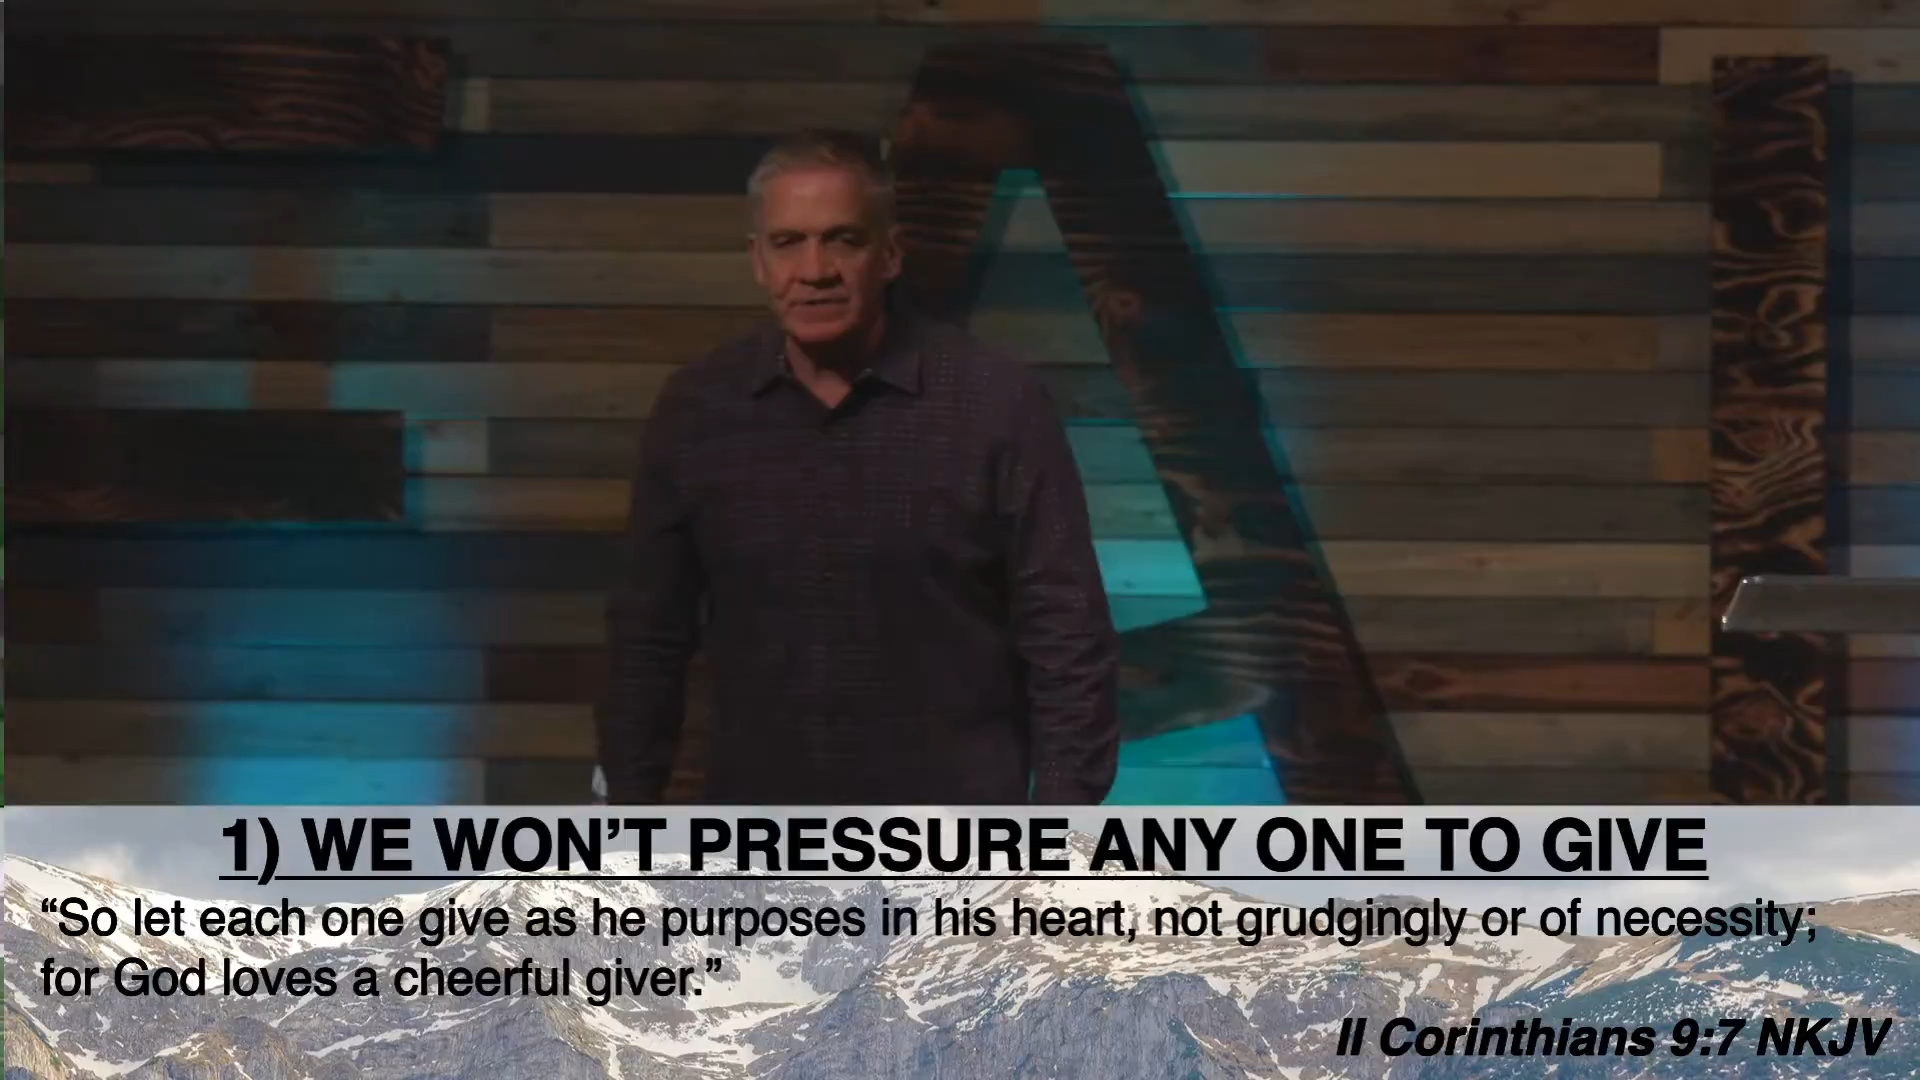 1) WE WON’T PRESSURE ANY ONE TO GIVE
“So let each one give as he purposes in his heart, not grudgingly or of necessity;
for God loves a cheerful giver.”
II Corinthians 9:7 NKJV